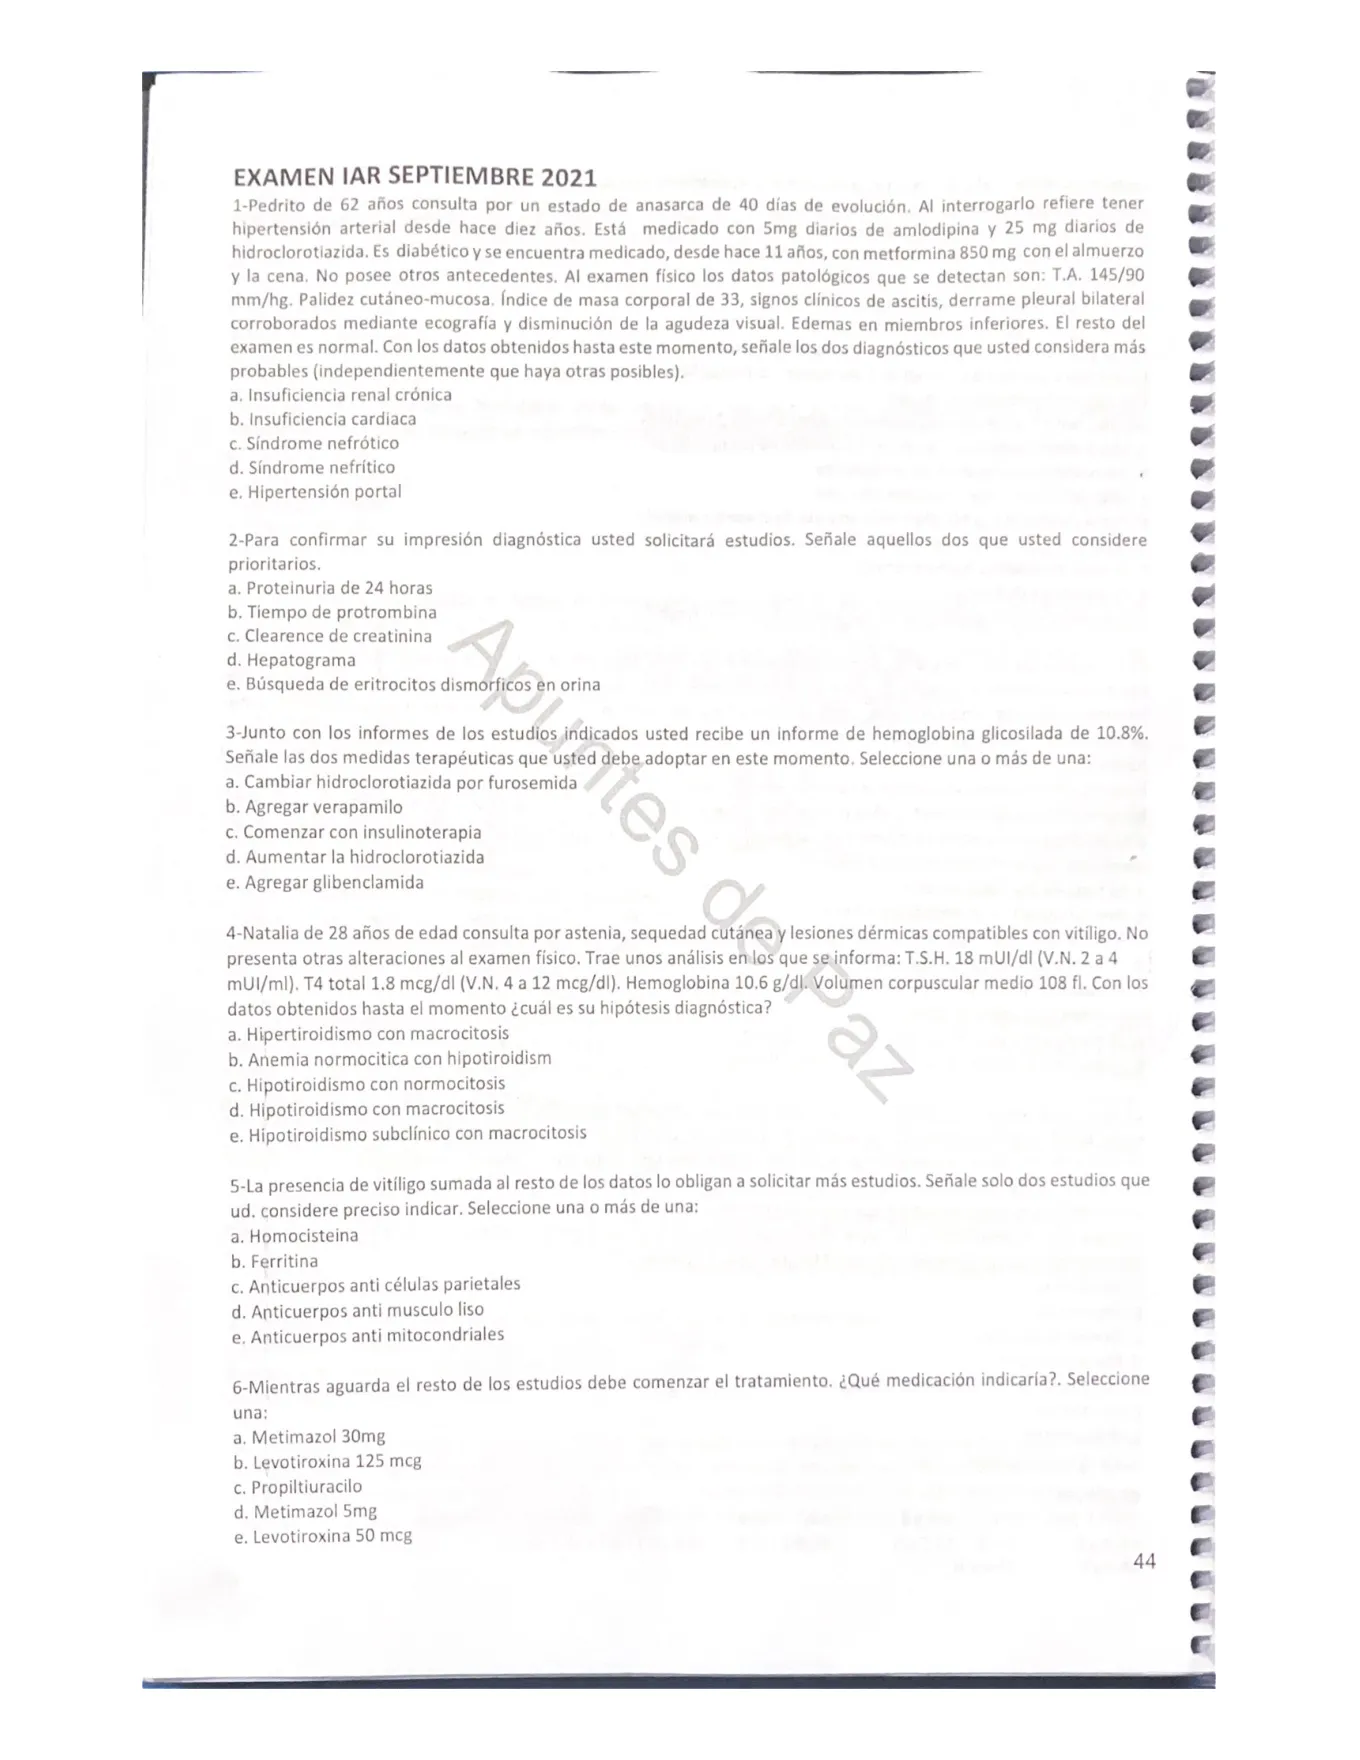 EXAMEN IAR SEPTIEMBRE 2021
1-Pedrito de 62 años consulta por un estado de anasarca de 40 días de evolución. Al interrogarlo refiere tener
hipertensión arterial desde hace diez años. Está medicado con 5mg diarios de amlodipina y 25 mg diarios de
hidroclorotiazida. Es diabético y se encuentra medicado, desde hace 11 años, con metformina 850 mg con el almuerzo
y la cena. No posee otros antecedentes. Al examen físico los datos patológicos que se detectan son: T.A. 145/90
mm/hg. Palidez cutáneo-mucosa. Índice de masa corporal de 33, signos clínicos de ascitis, derrame pleural bilateral
corroborados mediante ecografía y disminución de la agudeza visual. Edemas en miembros inferiores. El resto del
examen es normal. Con los datos obtenidos hasta este momento, señale los dos diagnósticos que usted considera más
probables (independientemente que haya otras posibles).
a. Insuficiencia renal crónica
b. Insuficiencia cardiaca
c. Síndrome nefrótico
d. Síndrome nefrítico
e. Hipertensión portal
2-Para confirmar su impresión diagnóstica usted solicitará estudios. Señale aquellos dos que usted considere
prioritarios.
a. Proteinuria de 24 horas
b. Tiempo de protrombina
c. Clearence de creatinina
d. Hepatograma
e. Búsqueda de eritrocitos dismórficos en orina
3-Junto con los informes de los estudios indicados usted recibe un informe de hemoglobina glicosilada de 10.8%.
Señale las dos medidas terapéuticas que usted debe adoptar en este momento. Seleccione una o más de una:
a. Cambiar hidroclorotiazida por furosemida
b. Agregar verapamilo
c. Comenzar con insulinoterapia
d. Aumentar la hidroclorotiazida
e. Agregar glibenclamida
4-Natalia de 28 años de edad consulta por astenia, sequedad cutánea y lesiones dérmicas compatibles con vitíligo. No
presenta otras alteraciones al examen físico. Trae unos análisis en los que se informa: T.S.H. 18 mUI/dl (V.N. 2 a 4
mUI/ml). T4 total 1.8 mcg/dl (V.N. 4 a 12 mcg/dl). Hemoglobina 10.6 g/dl. Volumen corpuscular medio 108 fl. Con los
datos obtenidos hasta el momento ¿cuál es su hipótesis diagnóstica?
a. Hipertiroidismo con macrocitosis
b. Anemia normocitica con hipotiroidism
c. Hipotiroidismo con normocitosis
d. Hipotiroidismo con macrocitosis
e. Hipotiroidismo subclínico con macrocitosis
5-La presencia de vitíligo sumada al resto de los datos lo obligan a solicitar más estudios. Señale solo dos estudios que
ud. considere preciso indicar. Seleccione una o más de una:
a. Homocisteina
b. Ferritina
c. Anticuerpos anti células parietales
d. Anticuerpos anti musculo liso
e. Anticuerpos anti mitocondriales
6-Mientras aguarda el resto de los estudios debe comenzar el tratamiento. ¿Qué medicación indicaría?. Seleccione
una:
a. Metimazol 30mg
b. Levotiroxina 125 mcg
c. Propiltiuracilo
d. Metimazol 5mg
e. Levotiroxina 50 mcg
44
Apuntes de Paz